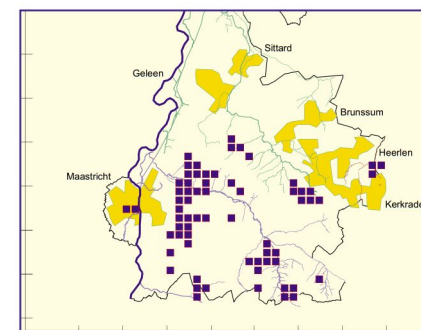 Sittard
Geleen
Brunssum
Heerlen
Maastricht
Kerkrade